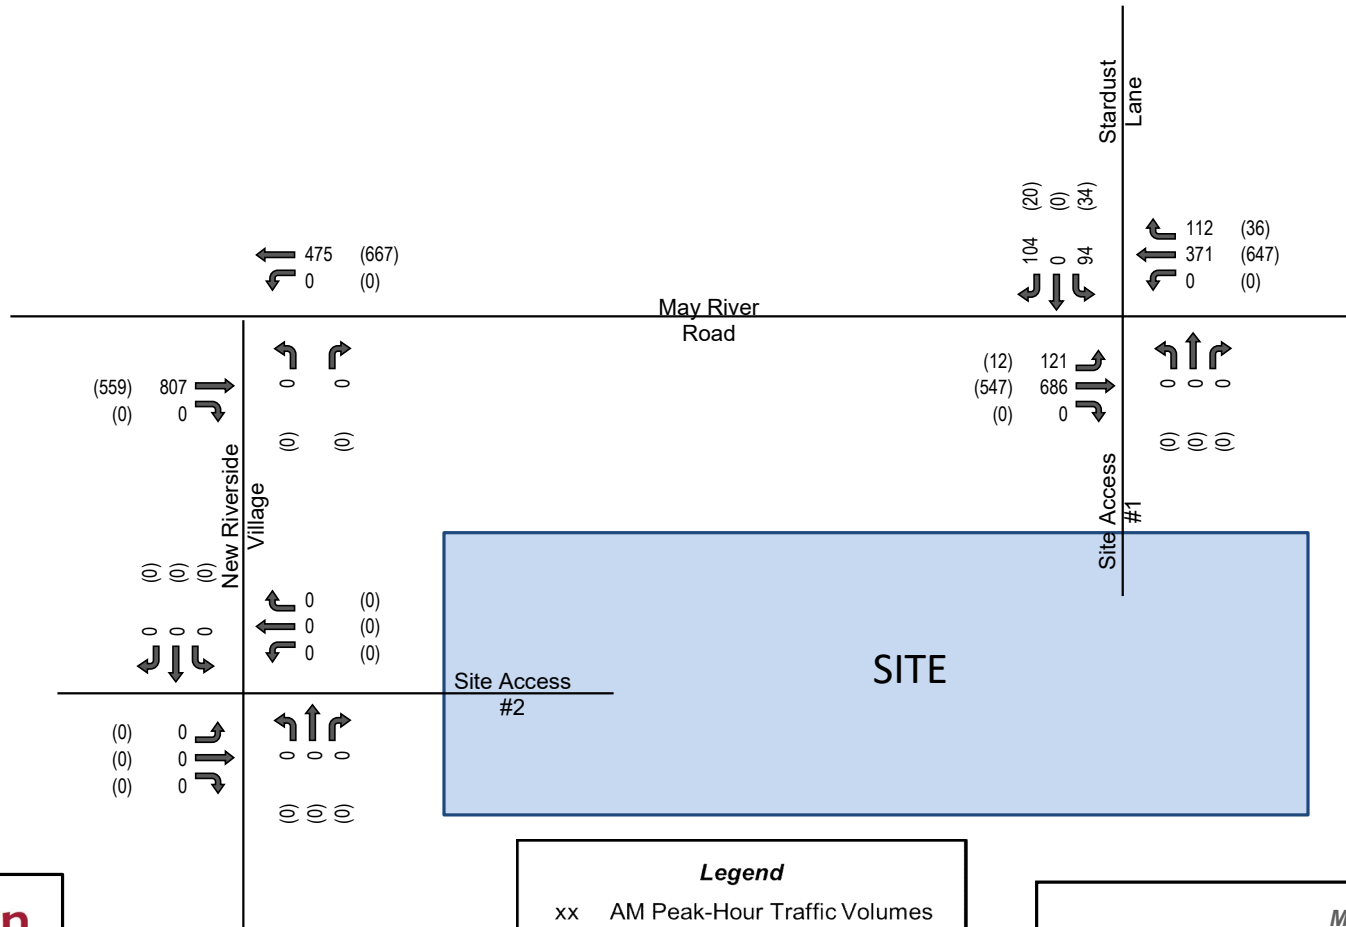 Stardust
Lane
(20) (0) (34)
104 0 94
112 (36)
371 (647)
0 (0)
475 (667)
0 (0)
May River
Road
(12) 121
(547) 686
(0) 0
0 0 0
(0) (0) (0)
(559) 807
(0) 0
0 0
(0) (0)
New Riverside
Village
Site Access
#1
(0) (0) (0)
0 0 0
0 (0)
0 (0)
0 (0)
SITE
Site Access
#2
(0) 0
(0) 0
(0) 0
0 0 0
(0) (0) (0)
Legend
xx AM Peak-Hour Traffic Volumes
n
M